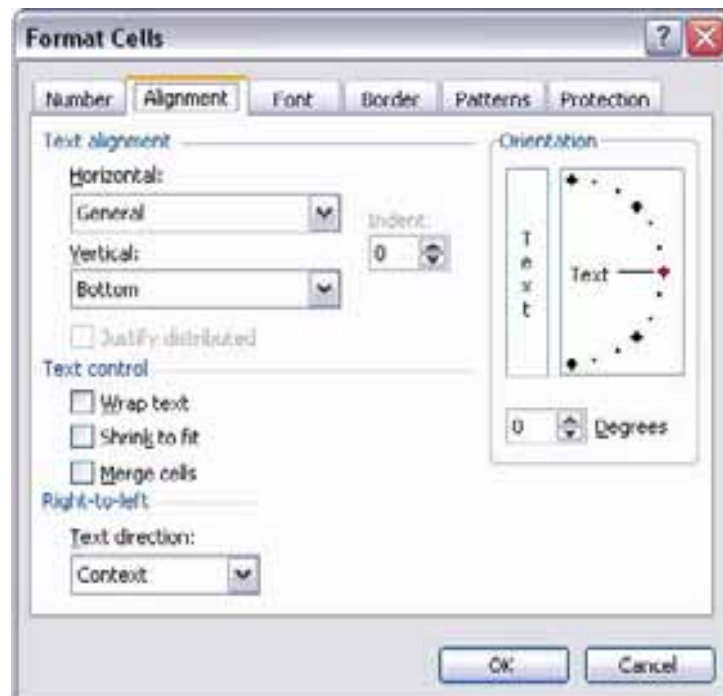 Format Cells
Number Alignment Font Border Patterns Protection
Text alignment
Horizontal:
General
Indent:
Vertical:
0
Bottom
Justify distributed
Text control
Wrap text
Shrink to fit
Merge cells
Right-to-left
Text direction:
Context
Orientation
Text
Text
0 Degrees
OK Cancel